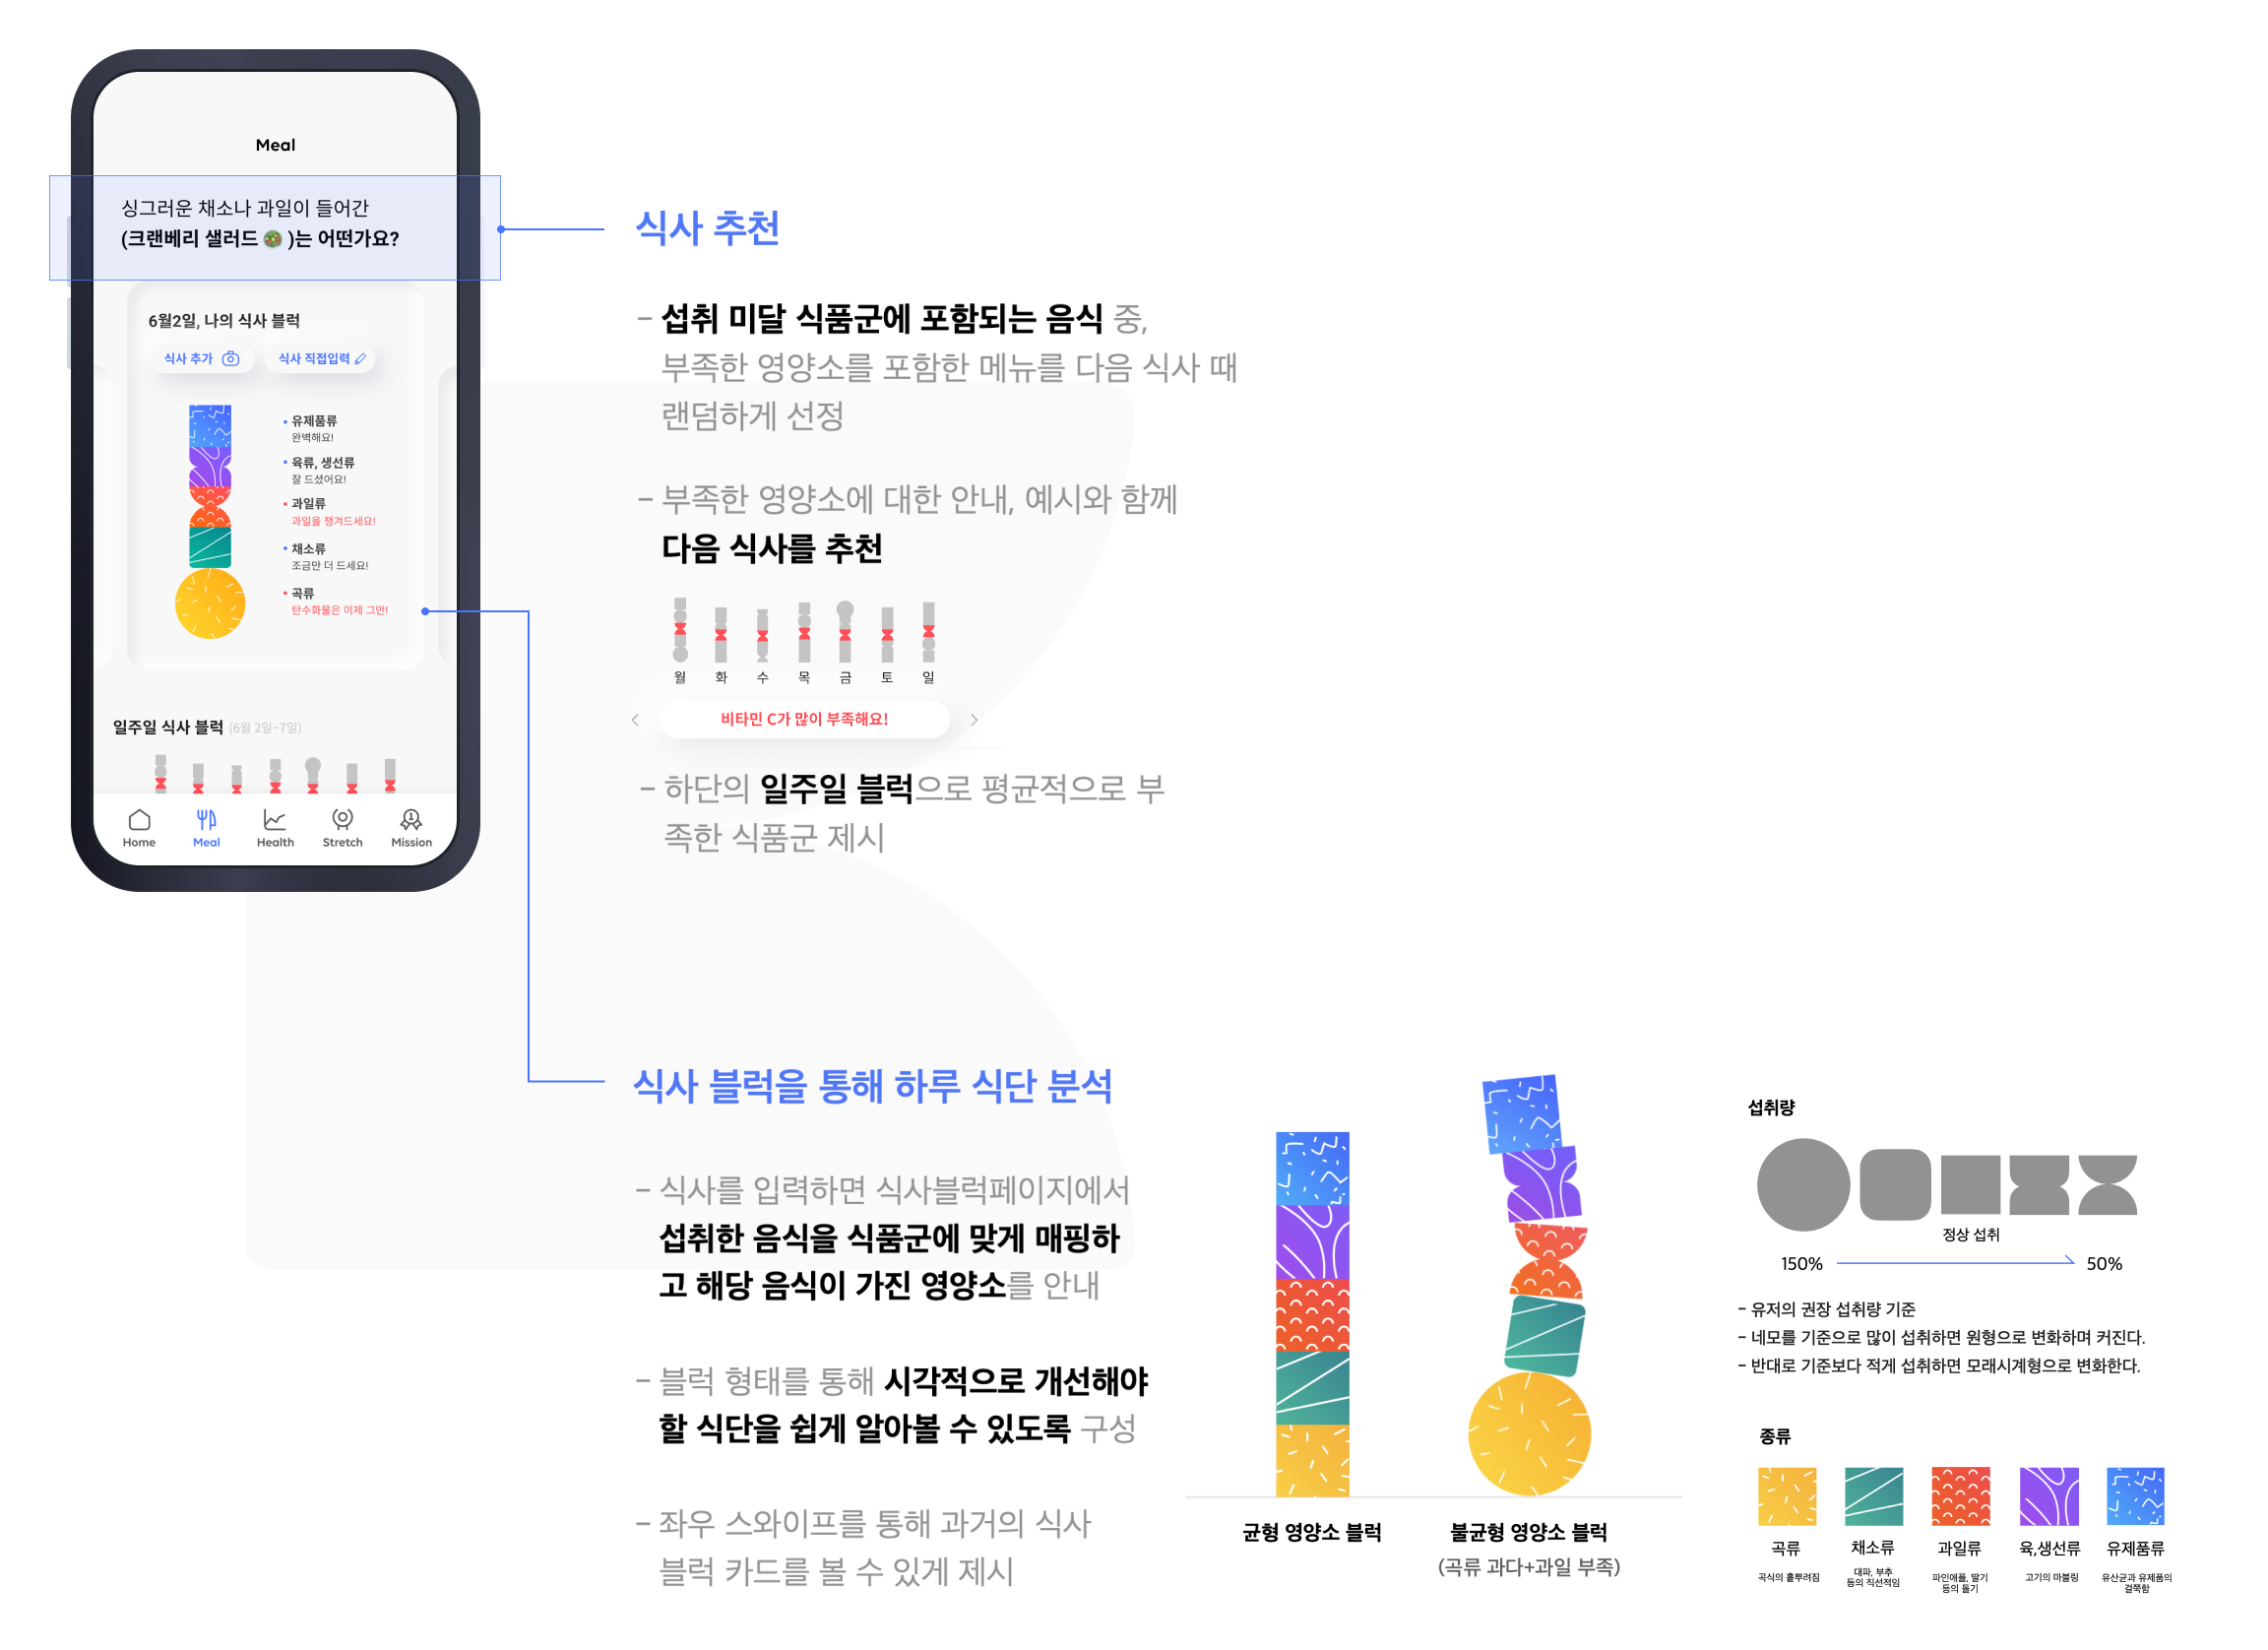 Meal
싱그러운 채소나 과일이 들어간
(크랜베리 샐러드 🥗 )는 어떤가요?
6월2일, 나의 식사 블럭
식사 추가
식사 직접입력
유제품류
완벽해요!
육류, 생선류
잘 드셨어요!
과일류
과일을 챙겨드세요!
채소류
조금만 더 드세요!
곡류
탄수화물은 이제 그만!
일주일 식사 블럭 (6월 2일~7일)
Home Meal Health Stretch Mission
식사 추천
– 섭취 미달 식품군에 포함되는 음식 중,
부족한 영양소를 포함한 메뉴를 다음 식사 때
랜덤하게 선정
– 부족한 영양소에 대한 안내, 예시와 함께
다음 식사를 추천
월 화 수 목 금 토 일
비타민 C가 많이 부족해요!
– 하단의 일주일 블럭으로 평균적으로 부
족한 식품군 제시
식사 블럭을 통해 하루 식단 분석
– 식사를 입력하면 식사블럭페이지에서
섭취한 음식을 식품군에 맞게 매핑하
고 해당 음식이 가진 영양소를 안내
– 블럭 형태를 통해 시각적으로 개선해야
할 식단을 쉽게 알아볼 수 있도록 구성
– 좌우 스와이프를 통해 과거의 식사
블럭 카드를 볼 수 있게 제시
균형 영양소 블럭
불균형 영양소 블럭
(곡류 과다+과일 부족)
섭취량
정상 섭취
150% 50%
– 유저의 권장 섭취량 기준
– 네모를 기준으로 많이 섭취하면 원형으로 변화하며 커진다.
– 반대로 기준보다 적게 섭취하면 모래시계형으로 변화한다.
종류
곡류
곡식의 흩뿌려짐
채소류
대파, 부추
등의 직선적임
과일류
파인애플, 딸기
등의 돌기
육,생선류
고기의 마블링
유제품류
유산균과 유제품의
걸쭉함